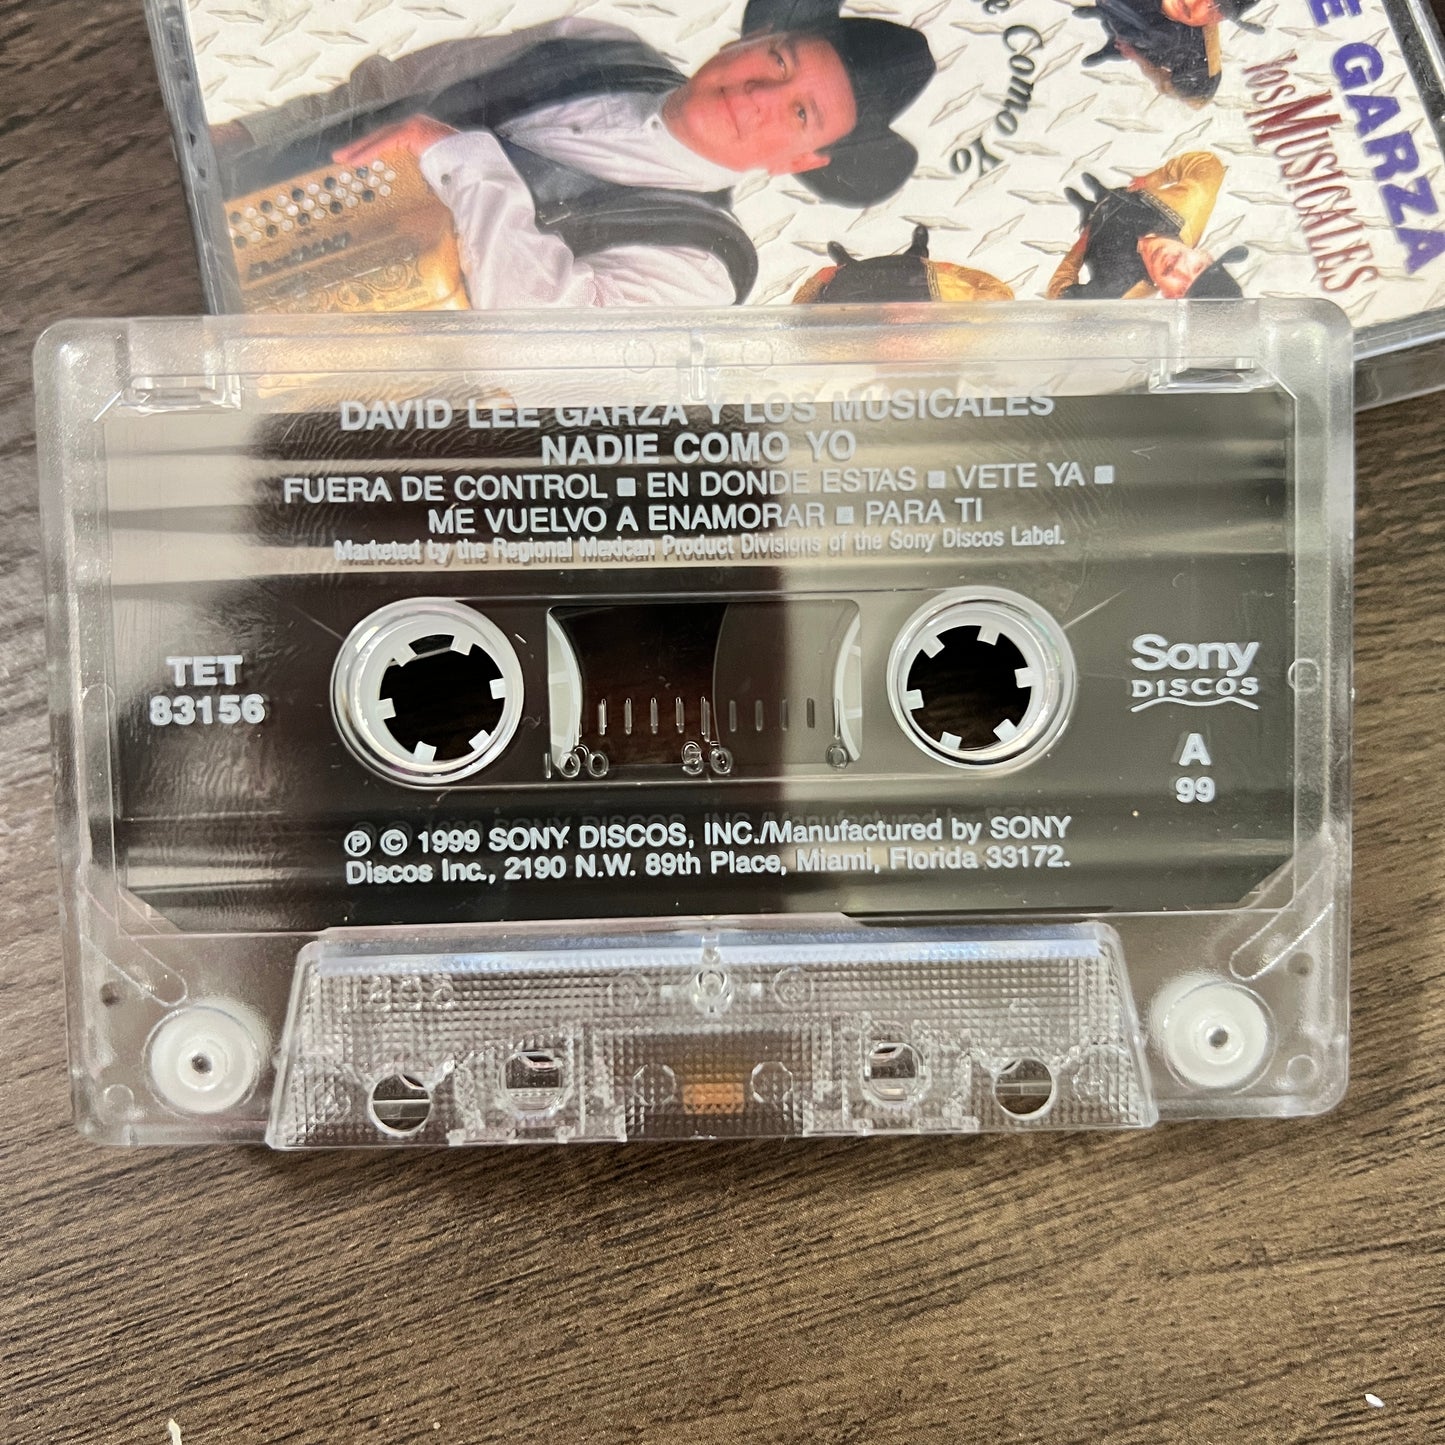 e Como Yo
E GARZA
los MUSICALES
DAVID LEE GARZA Y LOS MUSICALES
NADIE COMO YO
FUERA DE CONTROL ■ EN DONDE ESTAS ■ VETE YA ■
ME VUELVO A ENAMORAR ■ PARA TI
Marketed by the Regional Mexican Product Divisions of the Sony Discos Label.
TET
83156
100 50 0
Sony
DISCOS
A
99
℗ © 1999 SONY DISCOS, INC./Manufactured by SONY
Discos Inc., 2190 N.W. 89th Place, Miami, Florida 33172.